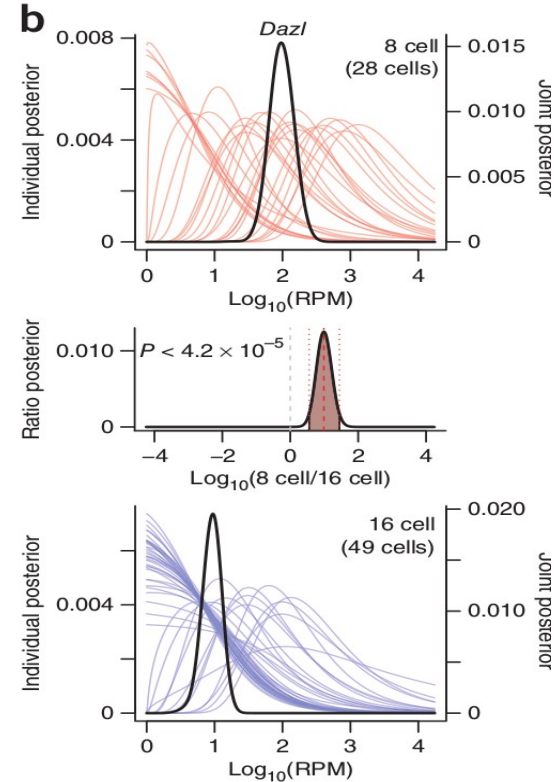 b
Dazl
8 cell
(28 cells)
Individual posterior
0.008
0.004
0
Joint posterior
0.015
0.010
0.005
0
0 1 2 3 4
Log10(RPM)
Ratio posterior
0.010
0
P < 4.2 × 10−5
−4 −2 0 2 4
Log10(8 cell/16 cell)
16 cell
(49 cells)
Individual posterior
0.004
0
Joint posterior
0.020
0.010
0
0 1 2 3 4
Log10(RPM)